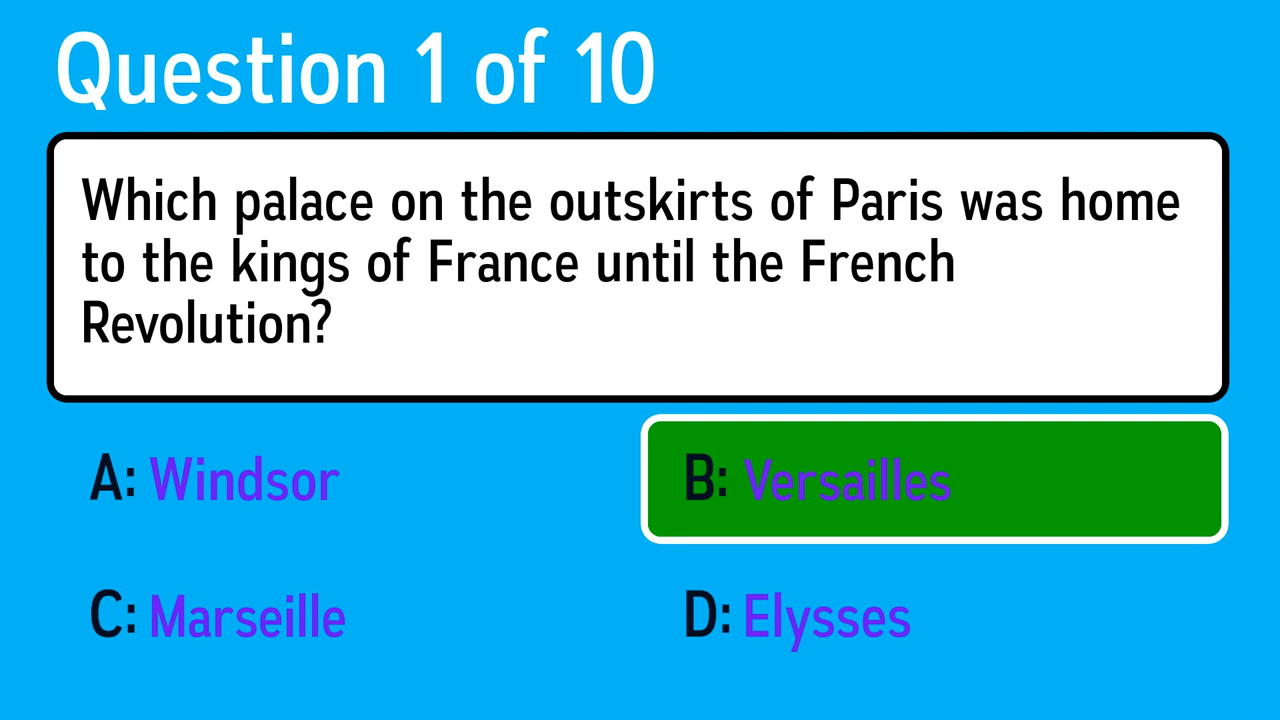 Question 1 of 10
Which palace on the outskirts of Paris was home
to the kings of France until the French
Revolution?
A: Windsor
B: Versailles
C: Marseille
D: Elysses